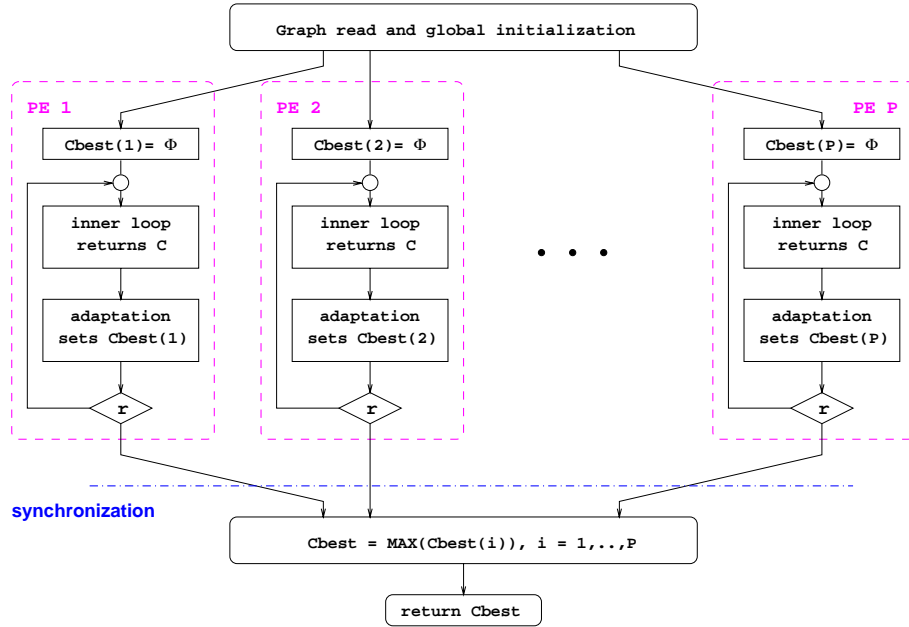 Graph read and global initialization
PE 1
PE 2
PE P
Cbest(1)= Φ
Cbest(2)= Φ
Cbest(P)= Φ
inner loop
returns C
inner loop
returns C
inner loop
returns C
. . .
adaptation
sets Cbest(1)
adaptation
sets Cbest(2)
adaptation
sets Cbest(P)
r
r
r
synchronization
Cbest = MAX(Cbest(i)), i = 1,..,P
return Cbest